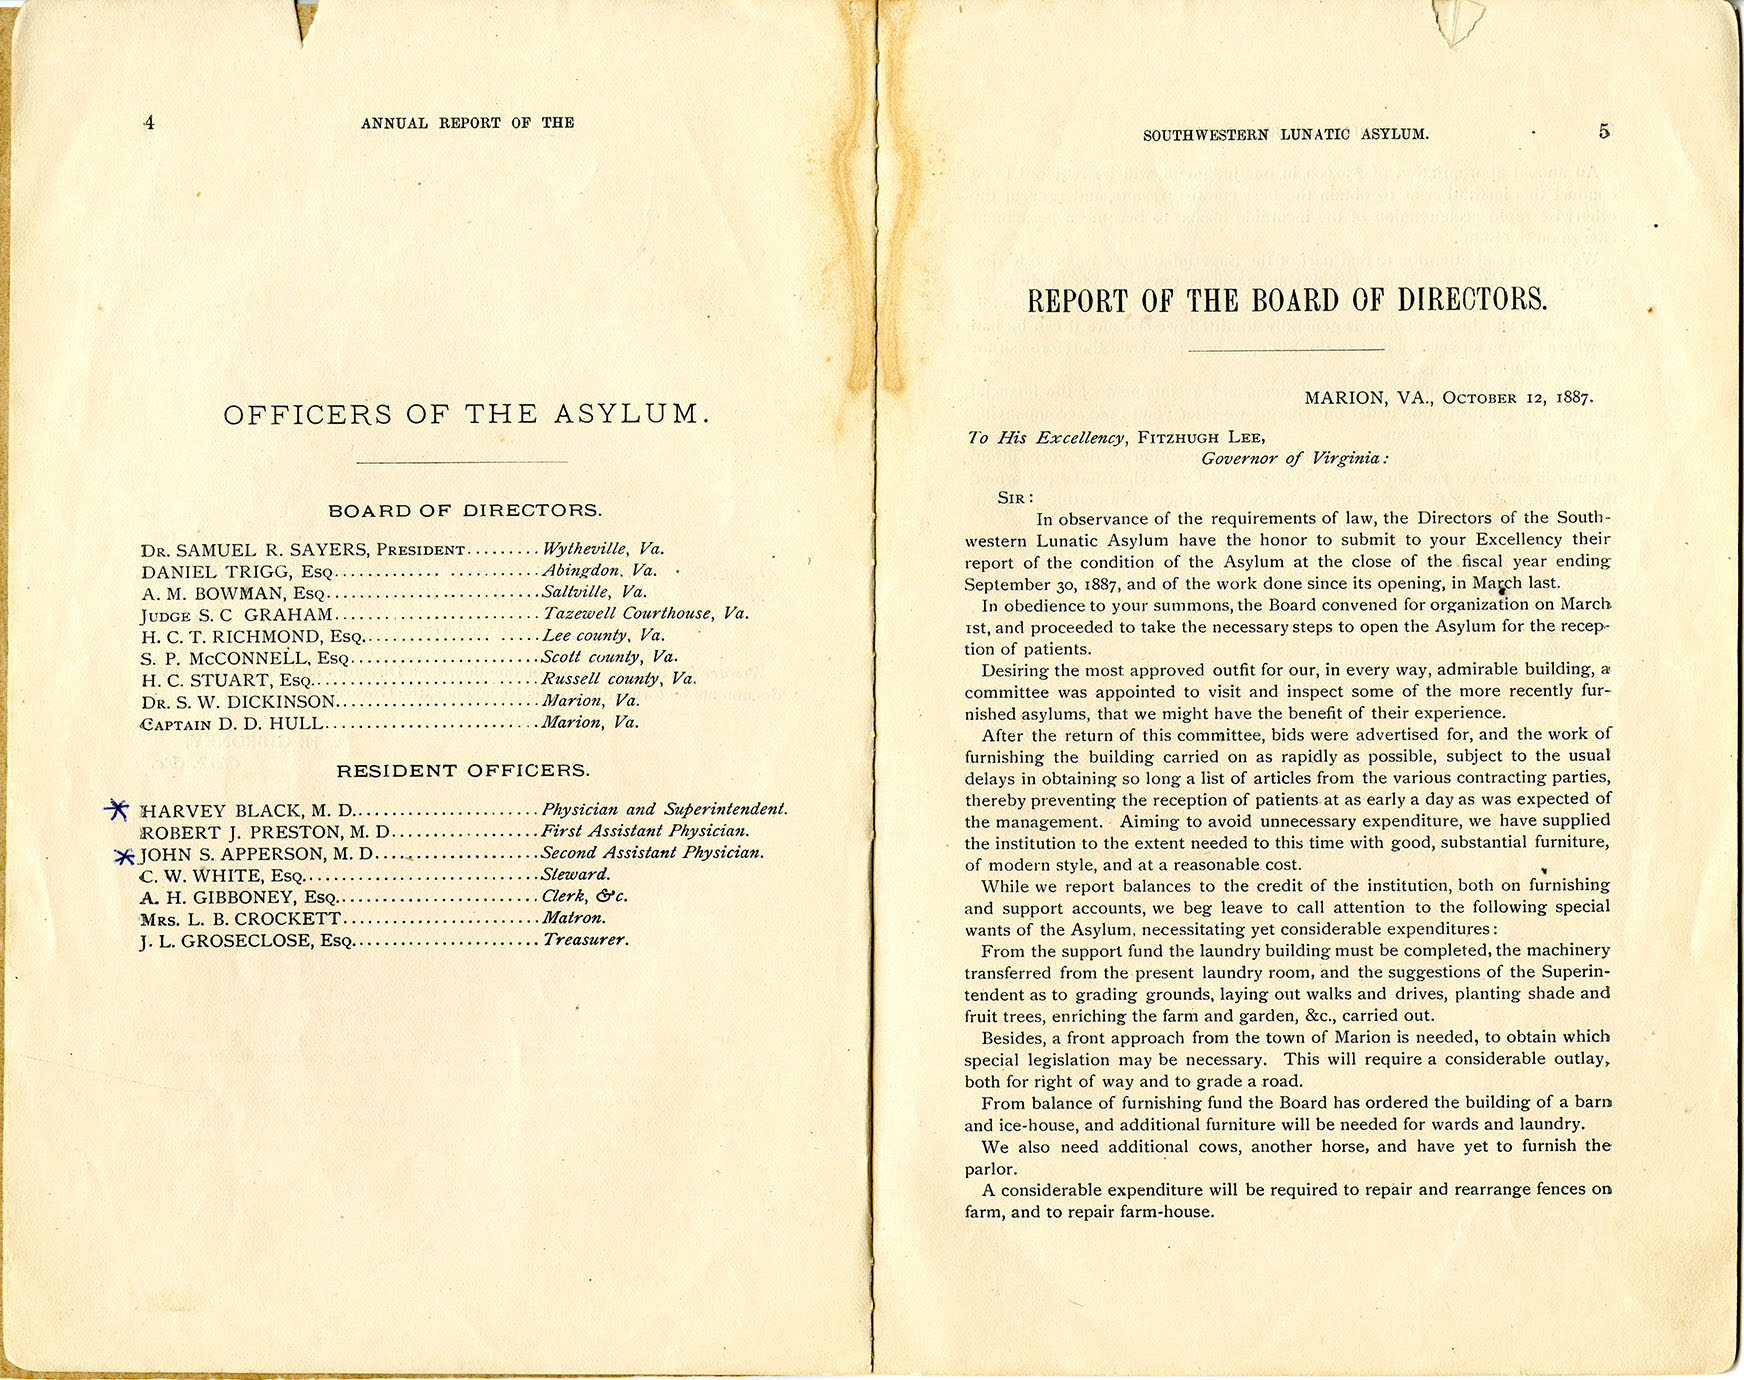 4
ANNUAL REPORT OF THE
OFFICERS OF THE ASYLUM.
BOARD OF DIRECTORS.
DR. SAMUEL R. SAYERS, PRESIDENT......... Wytheville, Va.
DANIEL TRIGG, ESQ............. .......... Abingdon, Va.
A. M. BOWMAN, ESQ.......................... Saltville, Va.
JUDGE S. C GRAHAM......................... Tazewell Courthouse, Va.
H. C. T. RICHMOND, ESQ............... ..... Lee county, Va.
S. P. McCONNELL, ESQ....................... Scott county, Va.
H. C. STUART, ESQ........................... Russell county, Va.
DR. S. W. DICKINSON........................ Marion, Va.
CAPTAIN D. D. HULL......................... Marion, Va.
RESIDENT OFFICERS.
* HARVEY BLACK, M. D....................... Physician and Superintendent.
ROBERT J. PRESTON, M. D.................. First Assistant Physician.
* JOHN S. APPERSON, M. D.................... Second Assistant Physician.
C. W. WHITE, ESQ............................ Steward.
A. H. GIBBONEY, ESQ........................ Clerk, &c.
MRS. L. B. CROCKETT........................ Matron.
J. L. GROSECLOSE, ESQ....................... Treasurer.
SOUTHWESTERN LUNATIC ASYLUM.
5
REPORT OF THE BOARD OF DIRECTORS.
MARION, VA., OCTOBER 12, 1887.
To His Excellency, FITZHUGH LEE,
Governor of Virginia:
SIR:
In observance of the requirements of law, the Directors of the South-
western Lunatic Asylum have the honor to submit to your Excellency their
report of the condition of the Asylum at the close of the fiscal year ending
September 30, 1887, and of the work done since its opening, in March last.
In obedience to your summons, the Board convened for organization on March
1st, and proceeded to take the necessary steps to open the Asylum for the recep-
tion of patients.
Desiring the most approved outfit for our, in every way, admirable building, a
committee was appointed to visit and inspect some of the more recently fur-
nished asylums, that we might have the benefit of their experience.
After the return of this committee, bids were advertised for, and the work of
furnishing the building carried on as rapidly as possible, subject to the usual
delays in obtaining so long a list of articles from the various contracting parties,
thereby preventing the reception of patients at as early a day as was expected of
the management. Aiming to avoid unnecessary expenditure, we have supplied
the institution to the extent needed to this time with good, substantial furniture,
of modern style, and at a reasonable cost.
While we report balances to the credit of the institution, both on furnishing
and support accounts, we beg leave to call attention to the following special
wants of the Asylum, necessitating yet considerable expenditures:
From the support fund the laundry building must be completed, the machinery
transferred from the present laundry room, and the suggestions of the Superin-
tendent as to grading grounds, laying out walks and drives, planting shade and
fruit trees, enriching the farm and garden, &c., carried out.
Besides, a front approach from the town of Marion is needed, to obtain which
special legislation may be necessary. This will require a considerable outlay,
both for right of way and to grade a road.
From balance of furnishing fund the Board has ordered the building of a barn
and ice-house, and additional furniture will be needed for wards and laundry.
We also need additional cows, another horse, and have yet to furnish the
parlor.
A considerable expenditure will be required to repair and rearrange fences on
farm, and to repair farm-house.